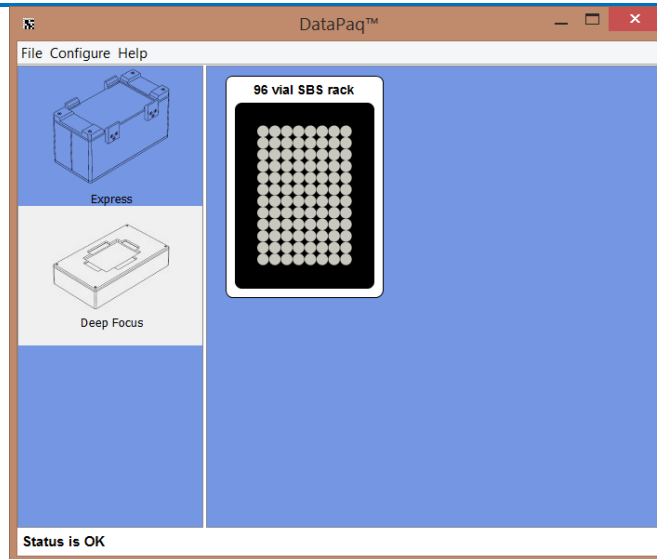 DataPaq™
File Configure Help
Express
Deep Focus
96 vial SBS rack
Status is OK